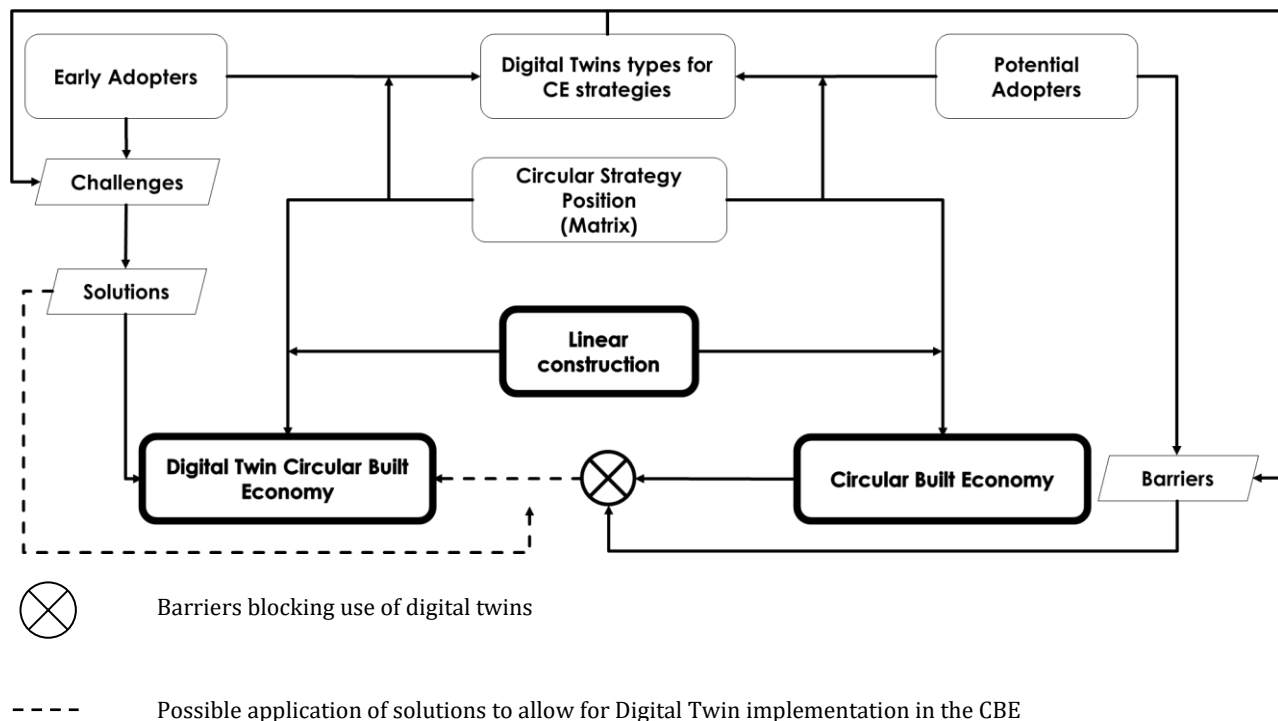 Early Adopters
Digital Twins types for
CE strategies
Potential
Adopters
Challenges
Circular Strategy
Position
(Matrix)
Solutions
Linear
construction
Digital Twin Circular Built
Economy
Circular Built Economy
Barriers
Barriers blocking use of digital twins
Possible application of solutions to allow for Digital Twin implementation in the CBE